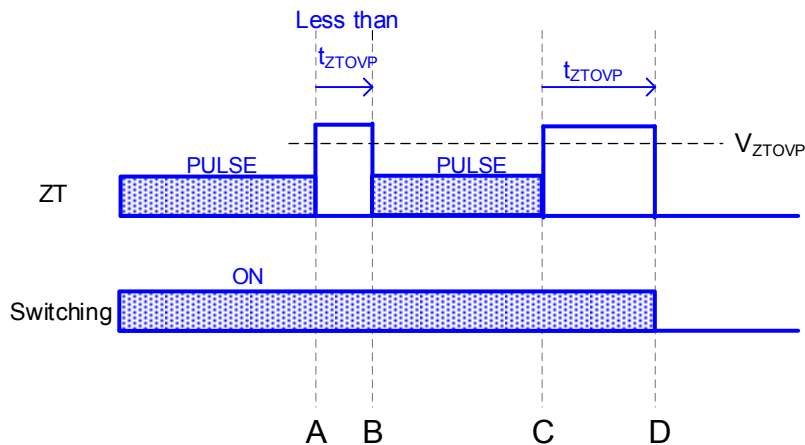 Less than
tZTOVP
tZTOVP
VZTOVP
PULSE
PULSE
ZT
ON
Switching
A
B
C
D